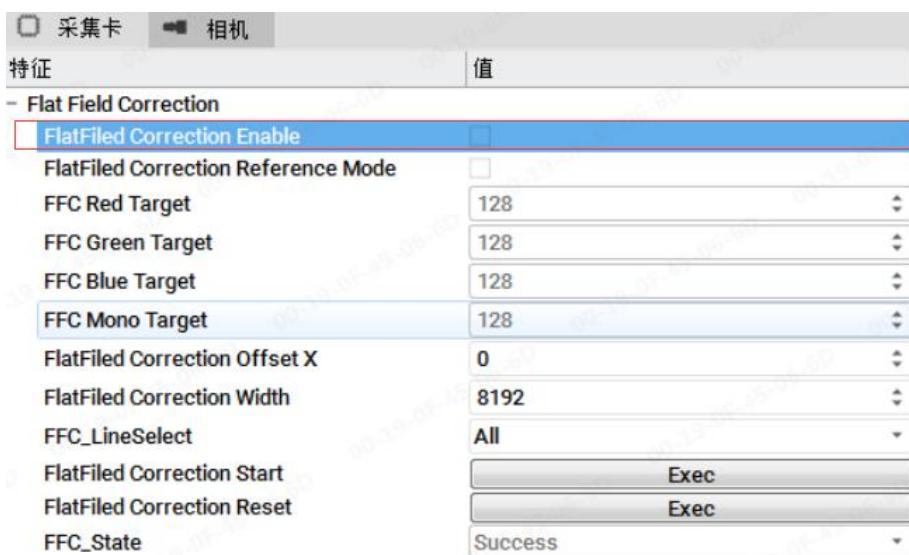 采集卡 相机
特征 值
Flat Field Correction
FlatFiled Correction Enable
FlatFiled Correction Reference Mode
FFC Red Target 128
FFC Green Target 128
FFC Blue Target 128
FFC Mono Target 128
FlatFiled Correction Offset X 0
FlatFiled Correction Width 8192
FFC_LineSelect All
FlatFiled Correction Start Exec
FlatFiled Correction Reset Exec
FFC_State Success